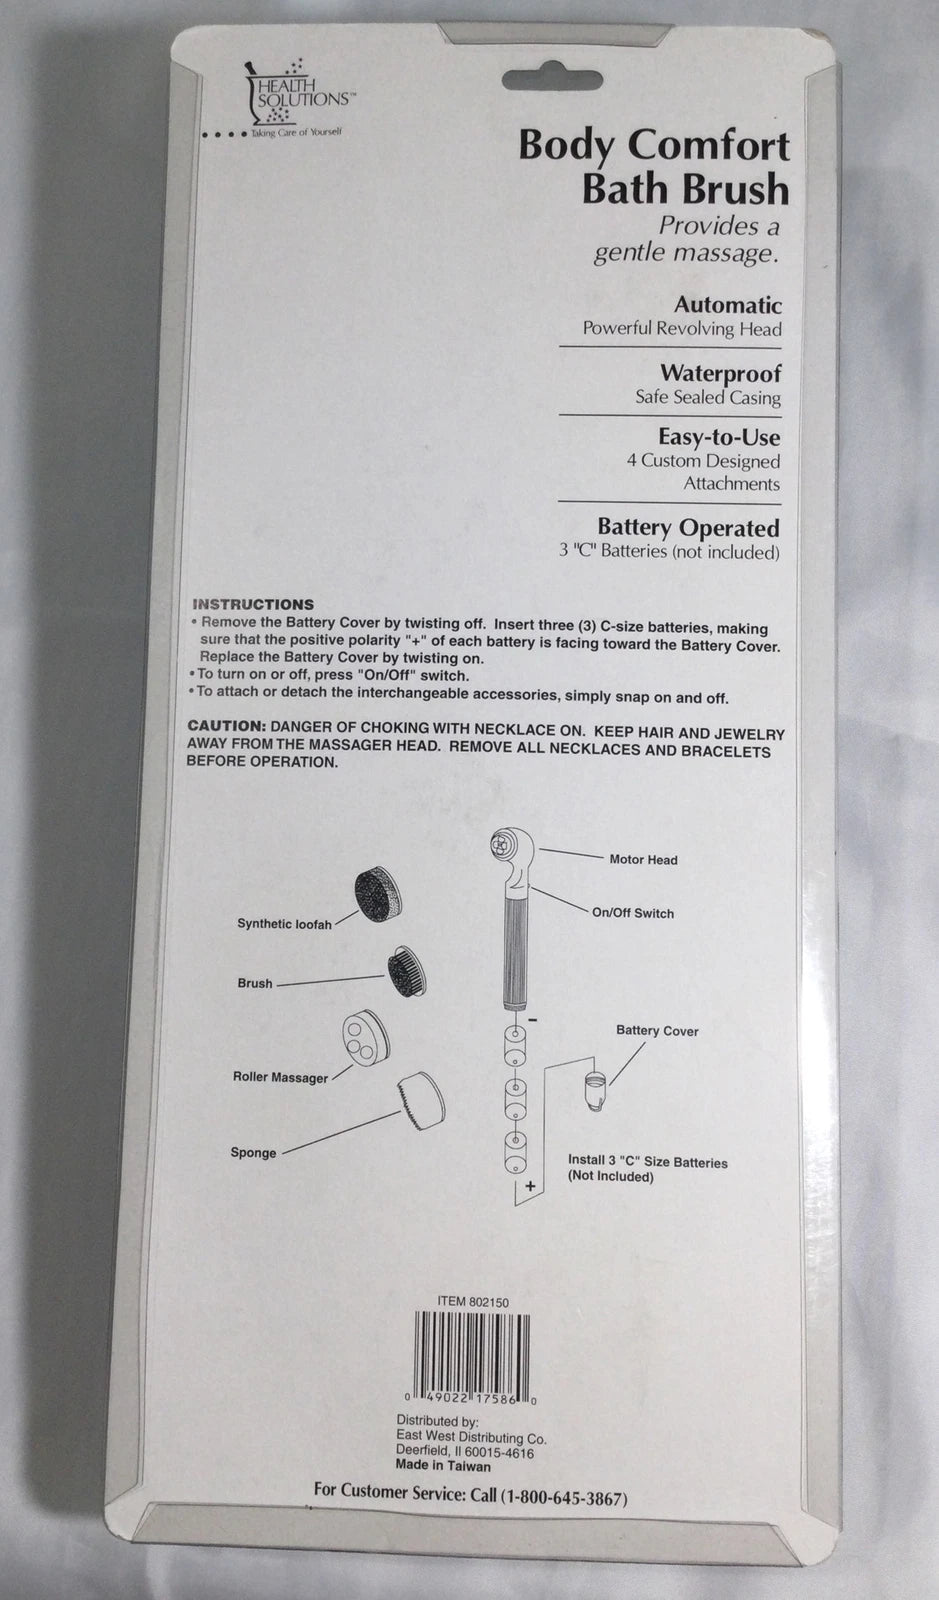 HEALTH
SOLUTIONS™
Taking Care of Yourself
Body Comfort
Bath Brush
Provides a
gentle massage.
Automatic
Powerful Revolving Head
Waterproof
Safe Sealed Casing
Easy-to-Use
4 Custom Designed
Attachments
Battery Operated
3 "C" Batteries (not included)
INSTRUCTIONS
• Remove the Battery Cover by twisting off. Insert three (3) C-size batteries, making
sure that the positive polarity "+" of each battery is facing toward the Battery Cover.
Replace the Battery Cover by twisting on.
• To turn on or off, press "On/Off" switch.
• To attach or detach the interchangeable accessories, simply snap on and off.
CAUTION: DANGER OF CHOKING WITH NECKLACE ON. KEEP HAIR AND JEWELRY
AWAY FROM THE MASSAGER HEAD. REMOVE ALL NECKLACES AND BRACELETS
BEFORE OPERATION.
Motor Head
On/Off Switch
Synthetic loofah
Brush
-
Battery Cover
Roller Massager
Sponge
Install 3 "C" Size Batteries
(Not Included)
+
ITEM 802150
0 49022 17586 0
Distributed by:
East West Distributing Co.
Deerfield, Il 60015-4616
Made in Taiwan
For Customer Service: Call (1-800-645-3867)